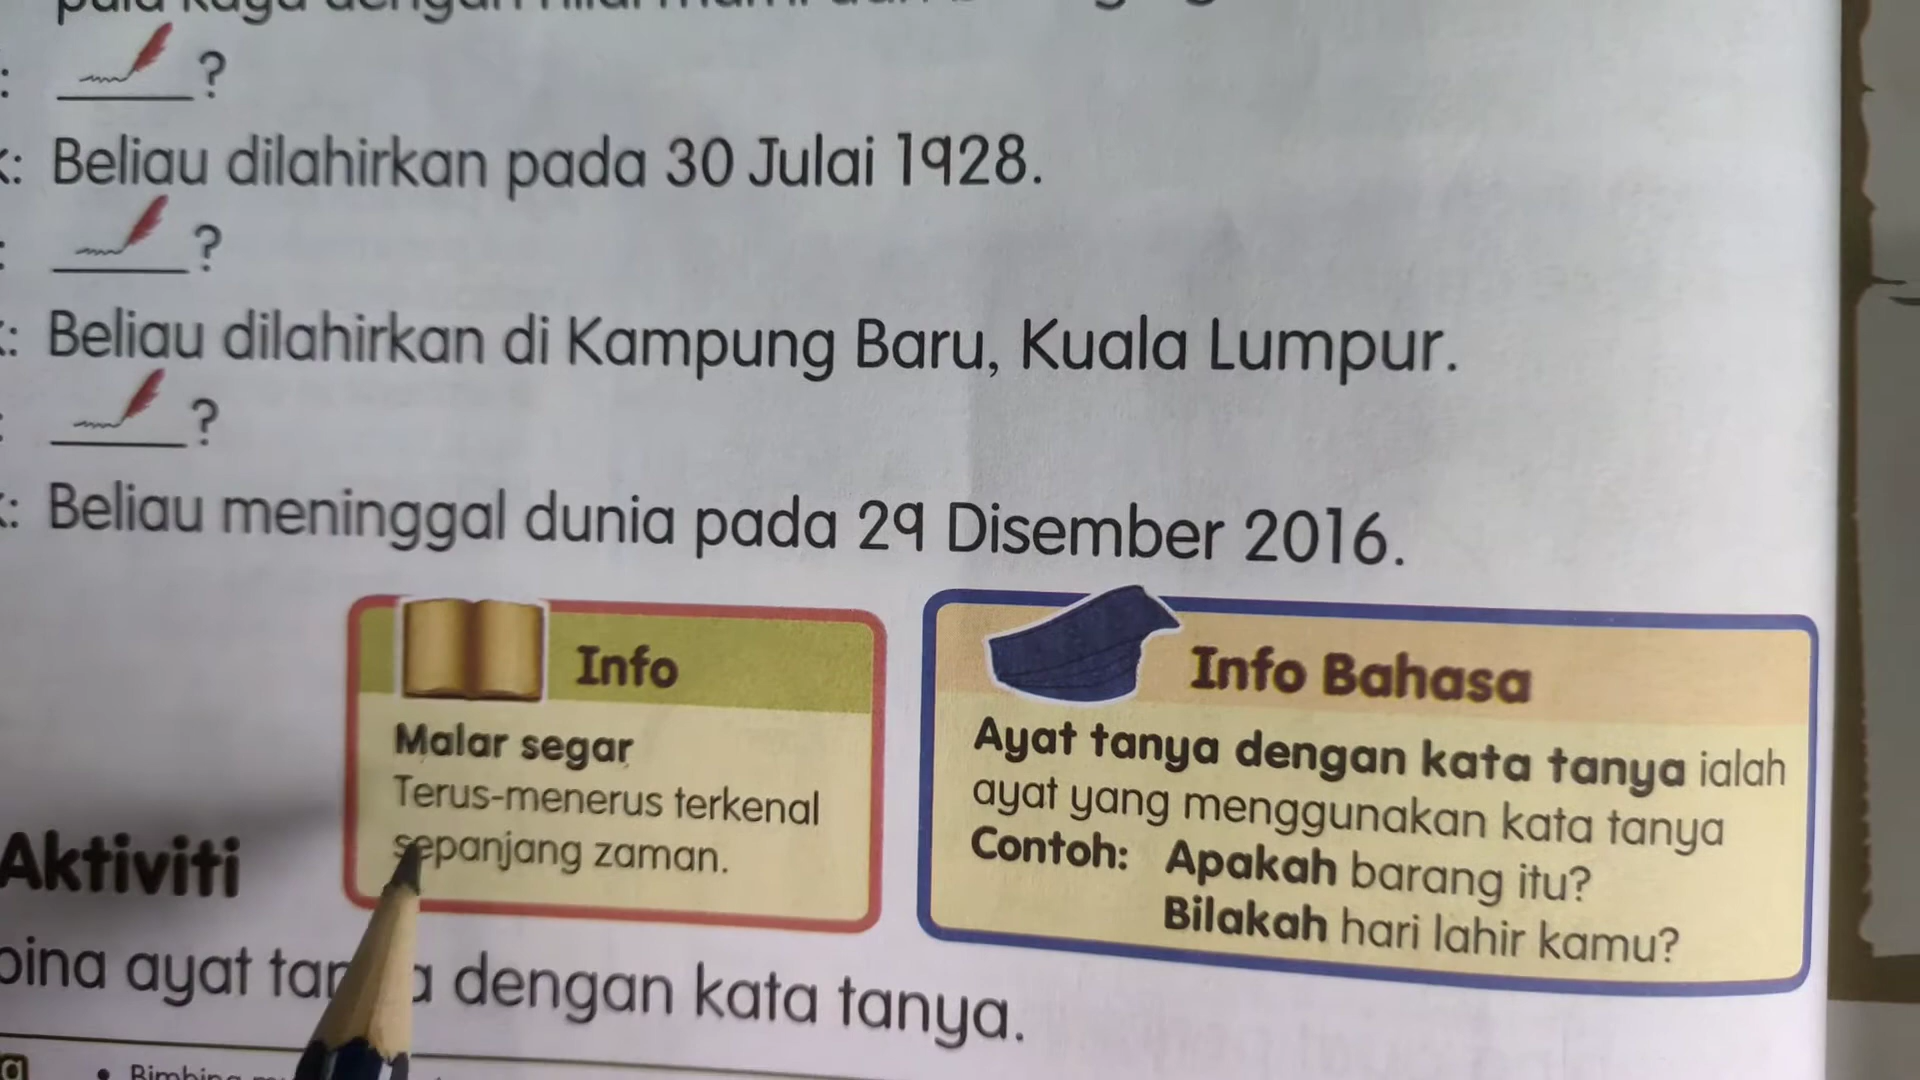 ?
Beliau dilahirkan pada 30 Julai 1928.
?
Beliau dilahirkan di Kampung Baru, Kuala Lumpur.
?
Beliau meninggal dunia pada 29 Disember 2016.
Info
Malar segar
Terus-menerus terkenal
sepanjang zaman.
Info Bahasa
Ayat tanya dengan kata tanya ialah
ayat yang menggunakan kata tanya
Contoh: Apakah barang itu?
Bilakah hari lahir kamu?
Aktiviti
bina ayat tanya dengan kata tanya.